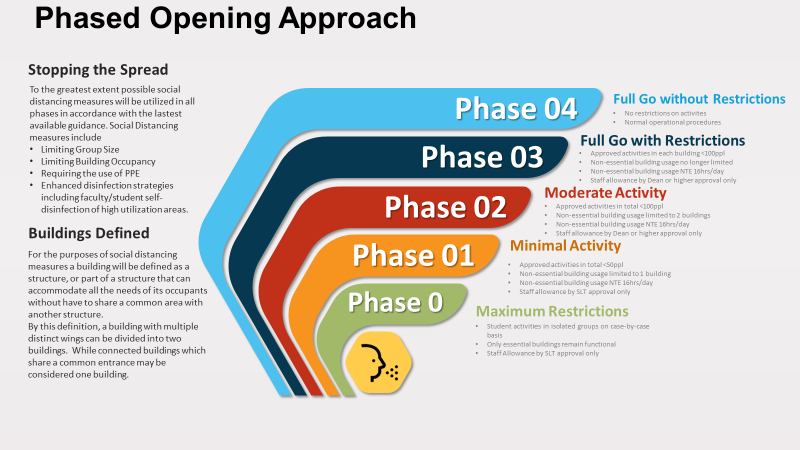 Phased Opening Approach
Stopping the Spread
To the greatest extent possible social
distancing measures will be utilized in all
phases in accordance with the lastest
available guidance. Social Distancing
measures include
• Limiting Group Size
• Limiting Building Occupancy
• Requiring the use of PPE
• Enhanced disinfection strategies
including faculty/student self-
disinfection of high utilization areas.
Buildings Defined
For the purposes of social distancing
measures a building will be defined as a
structure, or part of a structure that can
accommodate all the needs of its occupants
without have to share a common area with
another structure.
By this definition, a building with multiple
distinct wings can be divided into two
buildings. While connected buildings which
share a common entrance may be
considered one building.
Phase 04
Full Go without Restrictions
• No restrictions on activites
• Normal operational procedures
Phase 03
Full Go with Restrictions
• Approved activities in each building <100ppl
• Non-essential building usage no longer limited
• Non-essential building usage NTE 16hrs/day
• Staff allowance by Dean or higher approval only
Phase 02
Moderate Activity
• Approved activities in total <100ppl
• Non-essential building usage limited to 2 buildings
• Non-essential building usage NTE 16hrs/day
• Staff allowance by Dean or higher approval only
Phase 01
Minimal Activity
• Approved activities in total <50ppl
• Non-essential building usage limited to 1 building
• Non-essential building usage NTE 16hrs/day
• Staff allowance by SLT approval only
Phase 0
Maximum Restrictions
• Student activities in isolated groups on case-by-case
basis
• Only essential buildings remain functional
• Staff Allowance by SLT approval only